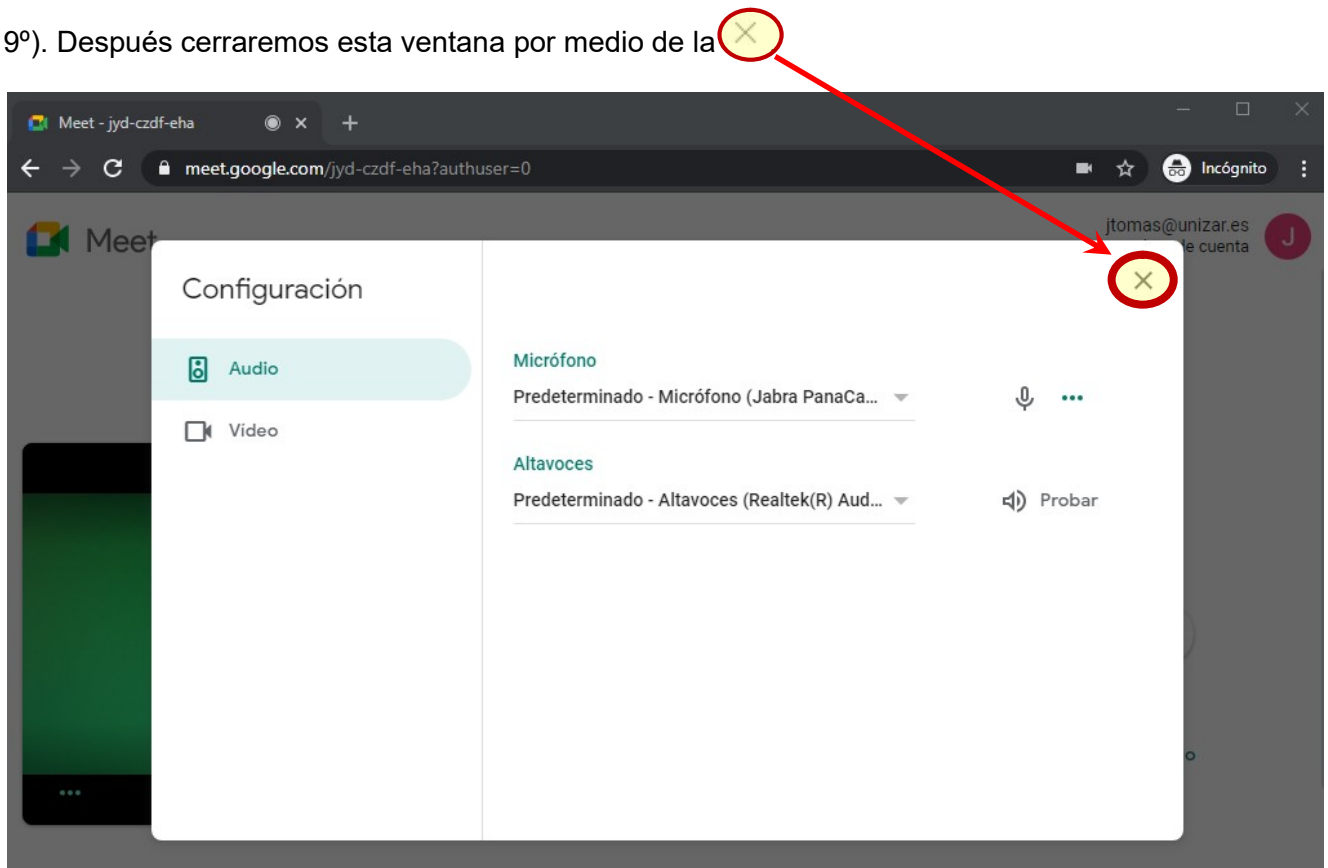 9º). Después cerraremos esta ventana por medio de la
Meet - jyd-czdf-eha
meet.google.com/jyd-czdf-eha?authuser=0
Incógnito
Meet
jtomas@unizar.es
de cuenta
J
Configuración
Audio
Vídeo
Micrófono
Predeterminado - Micrófono (Jabra PanaCa...
Altavoces
Predeterminado - Altavoces (Realtek(R) Aud...
Probar
o